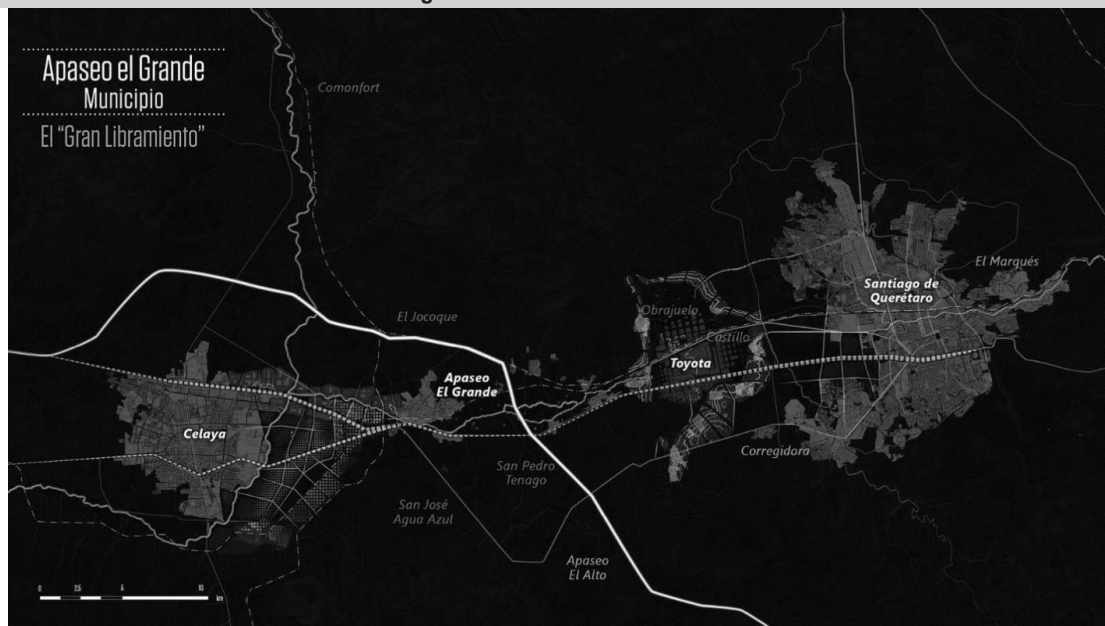 Apaseo el Grande
Municipio
El "Gran Libramiento"
Comonfort
El Marqués
Santiago de
Querétaro
Obrajuelo
El Jocoque
Castillo
Toyota
Apaseo
El Grande
Celaya
Corregidora
San Pedro
Tenago
San José
Agua Azul
Apaseo
El Alto
0 2.5 5 10
km